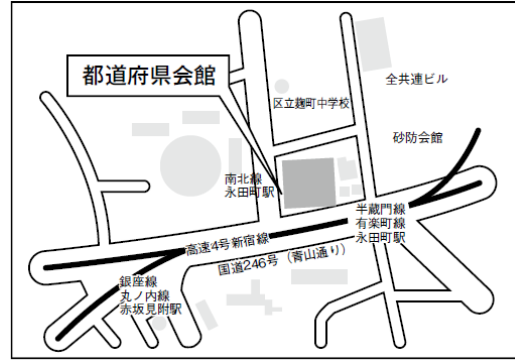 都道府県会館
全共連ビル
区立麹町中学校
砂防会館
南北線
永田町駅
半蔵門線
有楽町線
永田町駅
高速4号新宿線
国道246号（青山通り）
銀座線
丸ノ内線
赤坂見附駅